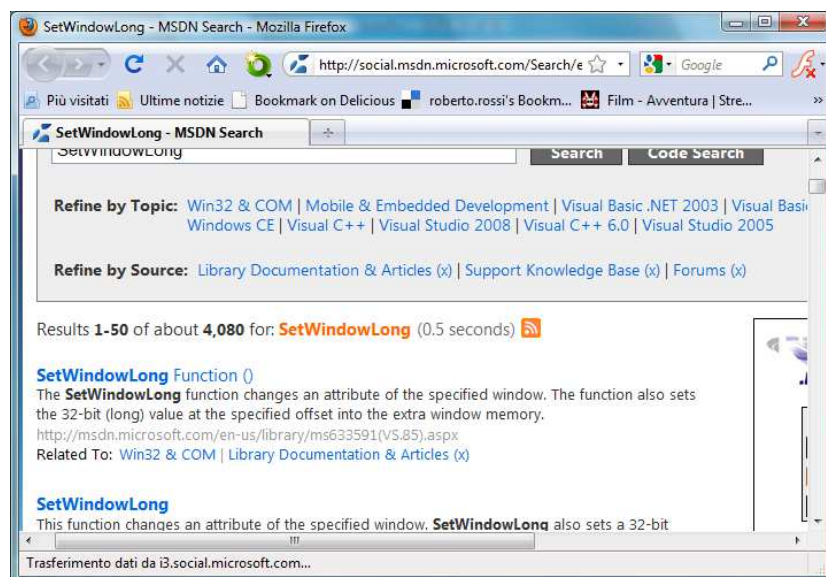 SetWindowLong - MSDN Search - Mozilla Firefox
http://social.msdn.microsoft.com/Search/e
Google
Più visitati Ultime notizie Bookmark on Delicious roberto.rossi's Bookm... Film - Avventura | Stre... »
SetWindowLong - MSDN Search
SetWindowLong Search Code Search
Refine by Topic: Win32 & COM | Mobile & Embedded Development | Visual Basic .NET 2003 | Visual Basi
Windows CE | Visual C++ | Visual Studio 2008 | Visual C++ 6.0 | Visual Studio 2005
Refine by Source: Library Documentation & Articles (x) | Support Knowledge Base (x) | Forums (x)
Results 1-50 of about 4,080 for: SetWindowLong (0.5 seconds)
SetWindowLong Function ()
The SetWindowLong function changes an attribute of the specified window. The function also sets
the 32-bit (long) value at the specified offset into the extra window memory.
http://msdn.microsoft.com/en-us/library/ms633591(VS.85).aspx
Related To: Win32 & COM | Library Documentation & Articles (x)
SetWindowLong
This function changes an attribute of the specified window. SetWindowLong also sets a 32-bit
Trasferimento dati da i3.social.microsoft.com...